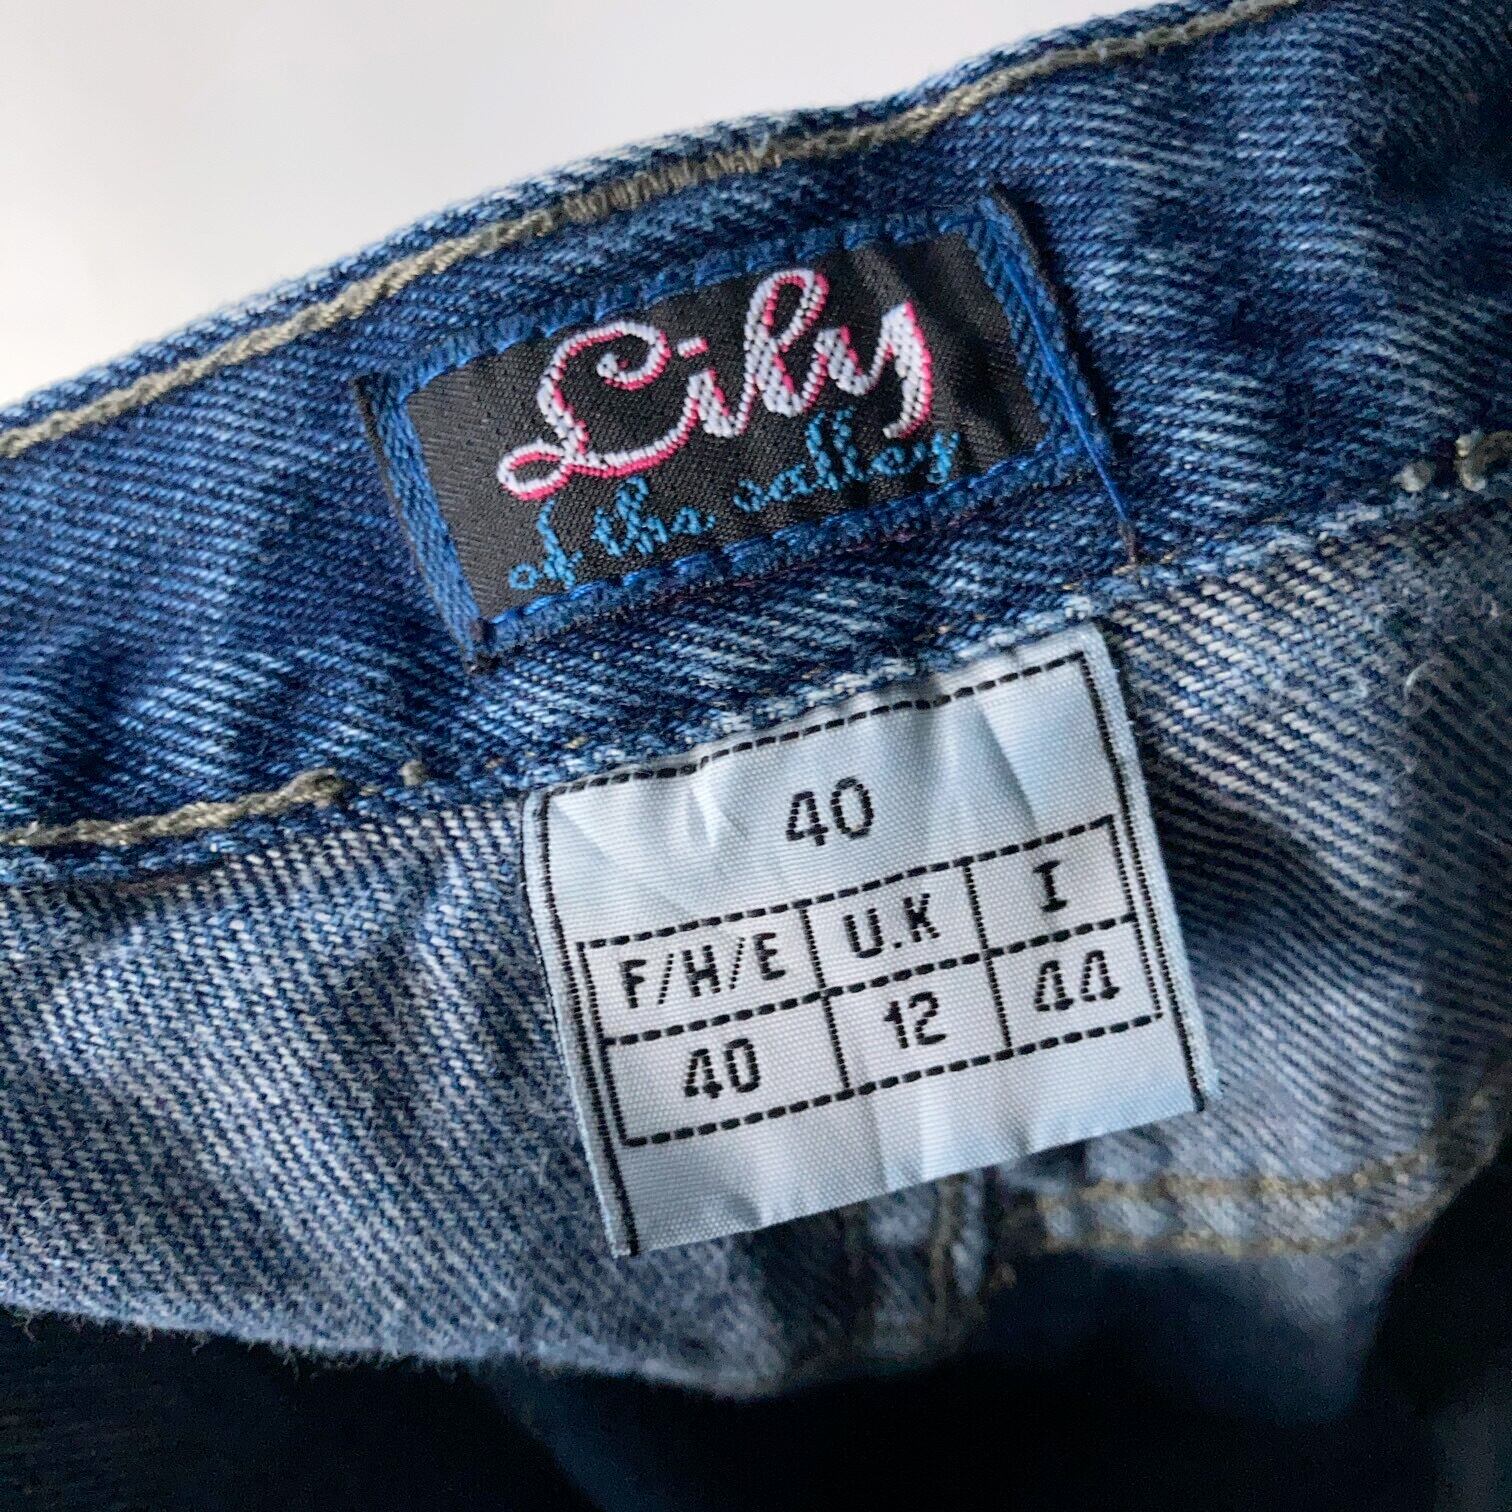 Lily
of the valley
40
F/H/E U.K I
40 12 44